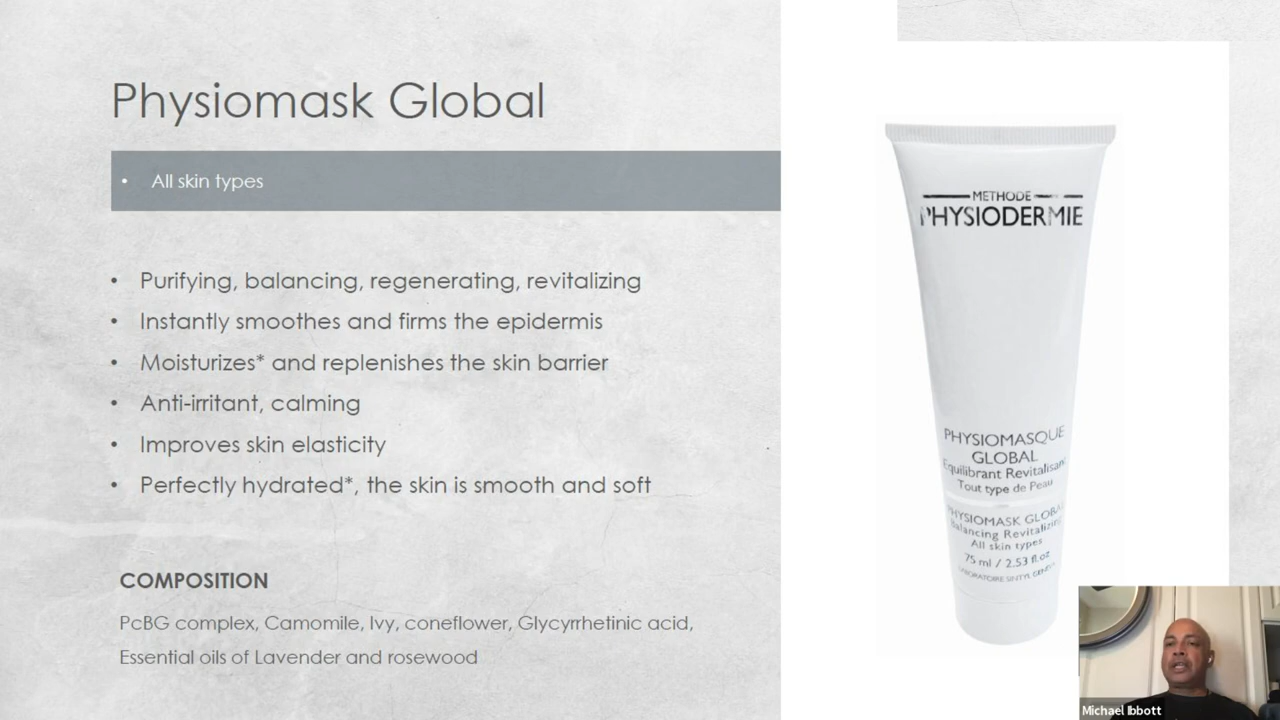 Physiomask Global
• All skin types
• Purifying, balancing, regenerating, revitalizing
• Instantly smoothes and firms the epidermis
• Moisturizes* and replenishes the skin barrier
• Anti-irritant, calming
• Improves skin elasticity
• Perfectly hydrated*, the skin is smooth and soft
COMPOSITION
PcBG complex, Camomile, Ivy, coneflower, Glycyrrhetinic acid,
Essential oils of Lavender and rosewood
METHODE
PHYSIODERMIE
PHYSIOMASQUE
GLOBAL
Equilibrant Revitalisant
Tout type de Peau
PHYSIOMASK GLOBAL
Balancing Revitalizing
All skin types
75 ml / 2.53 fl.oz
LABORATOIRE SINTYL GENEVA
Michael Ibbott